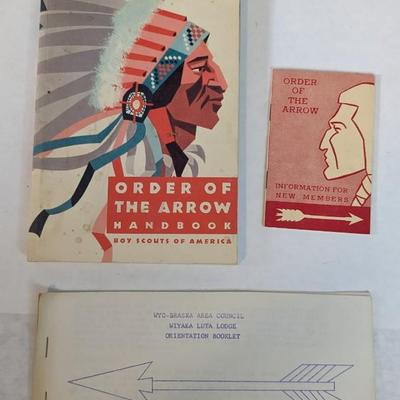 ORDER OF
THE ARROW
HANDBOOK
BOY SCOUTS OF AMERICA
ORDER
OF
THE
ARROW
INFORMATION FOR
NEW MEMBERS
WYO-BRASKA AREA COUNCIL
WIYAKA LUTA LODGE
ORIENTATION BOOKLET